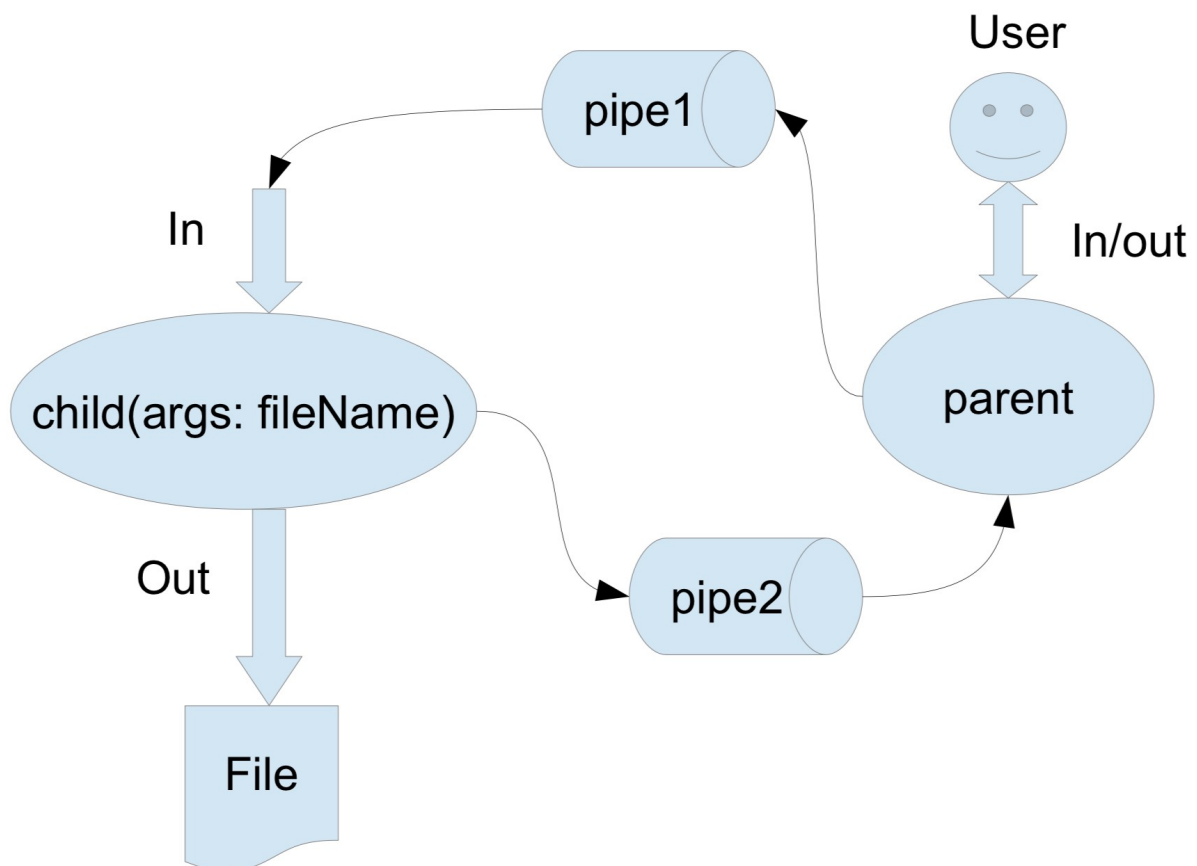 User
pipe1
In
In/out
child(args: fileName)
parent
Out
pipe2
File